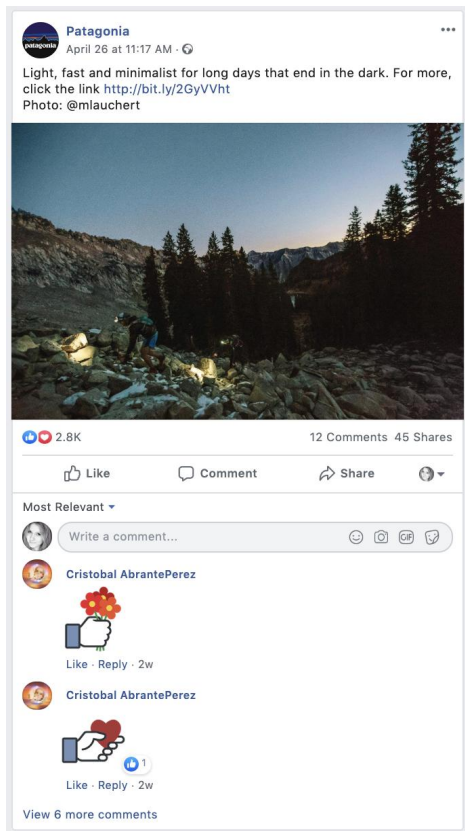 patagonia
Patagonia
April 26 at 11:17 AM ·
Light, fast and minimalist for long days that end in the dark. For more,
click the link http://bit.ly/2GyVVht
Photo: @mlauchert
2.8K
12 Comments 45 Shares
Like Comment Share
Most Relevant
Write a comment... GIF
Cristobal AbrantePerez
Like · Reply · 2w
Cristobal AbrantePerez
1
Like · Reply · 2w
View 6 more comments